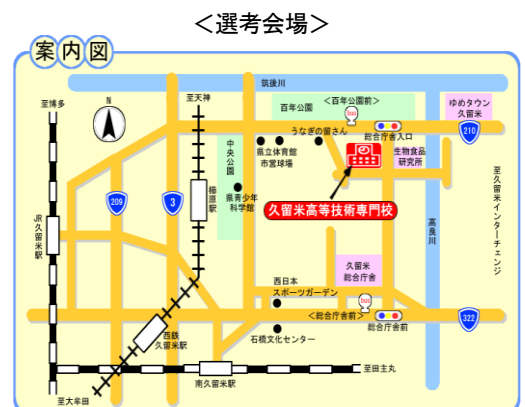 ＜選考会場＞
案内図
筑後川
至博多
N
至天神
百年公園
＜百年公園前＞
bus
ゆめタウン
久留米
うなぎの留さん
総合庁舎入口
210
中央公園
県立体育館
市営球場
生物食品
研究所
県青少年
科学館
櫛原駅
209
3
久留米高等技術専門校
高良川
至久留米インターチェンジ
JR久留米駅
久留米
総合庁舎
西日本
スポーツガーデン
bus
＜総合庁舎前＞
総合庁舎前
322
西鉄
久留米駅
石橋文化センター
南久留米駅
至田主丸
至大牟田